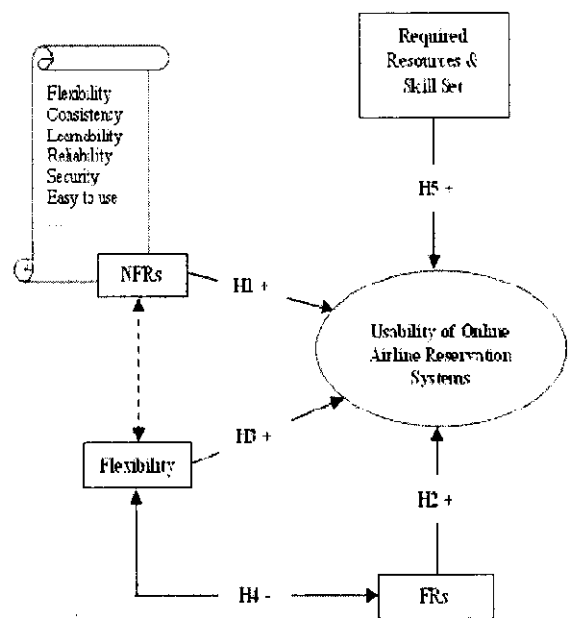 Required
Resources &
Skill Set
Flexibility
Consistency
Learnability
Reliability
Security
Easy to use
...
H5 +
NFRs
H1 +
Usability of Online
Airline Reservation
Systems
H3 +
Flexibility
H2 +
H4 -
FRs